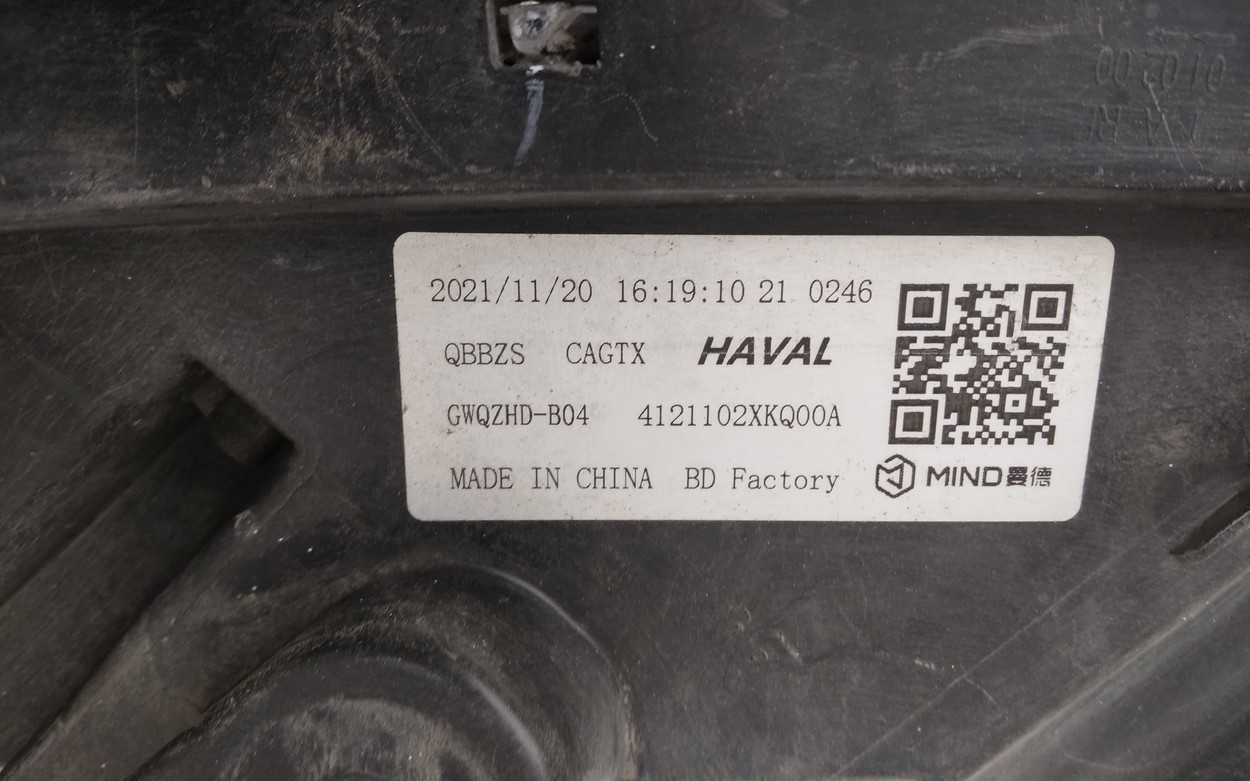 2021/11/20 16:19:10 21 0246
QBBZS CAGTX HAVAL
GWQZHD-B04 4121102XKQ00A
MADE IN CHINA BD Factory MIND曼德